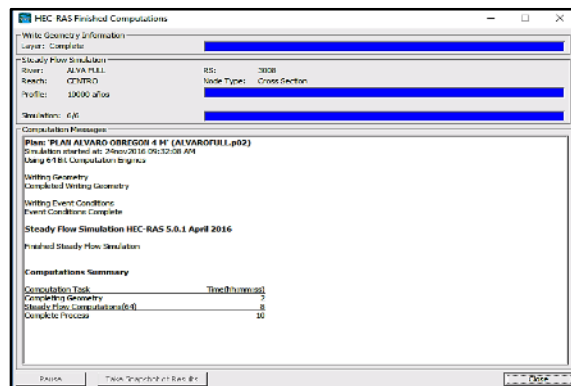 HEC-RAS Finished Computations
Write Geometry Information
Layer: Complete
Steady Flow Simulation
River: ALVA FULL RS: 3008
Reach: CENTRO Node Type: Cross Section
Profile: 10000 años
Simulation: 6/6
Computation Messages
Plan: 'PLAN ALVARO OBREGON 4 M' (ALVAROFULL.p02)
Simulation started at: 24nov2016 09:32:08 AM
Using 64 Bit Computation Engines
Writing Geometry
Completed Writing Geometry
Writing Event Conditions
Event Conditions Complete
Steady Flow Simulation HEC-RAS 5.0.1 April 2016
Finished Steady Flow Simulation
Computations Summary
Computation Task Time(hh:mm:ss)
Completing Geometry 2
Steady Flow Computations(64) 8
Complete Process 10
Pause Take Snapshot of Results Close